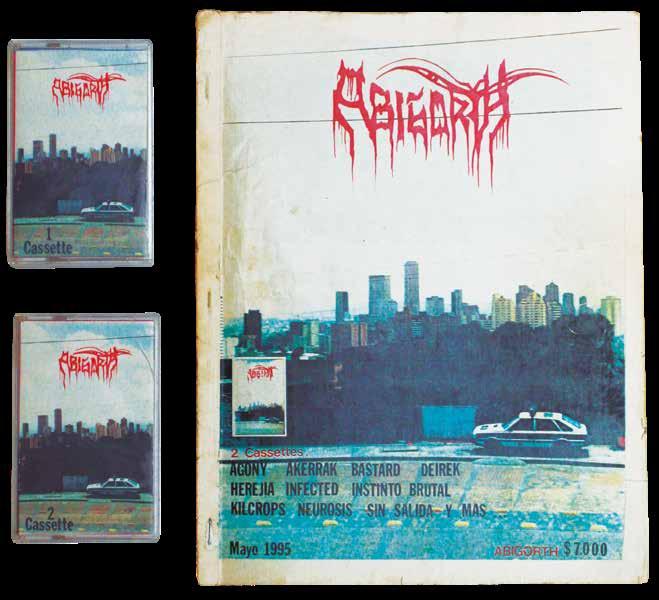 ABIGORTH
1
Cassette
ABIGORTH
2
Cassette
ABIGORTH
ABIGORTH
2 Cassettes
AGONY AKERRAK BASTARD DEIREK
HEREJIA INFECTED INSTINTO BRUTAL
KILCROPS NEUROSIS SIN SALIDA Y MAS
Mayo 1995
ABIGORTH $7.000